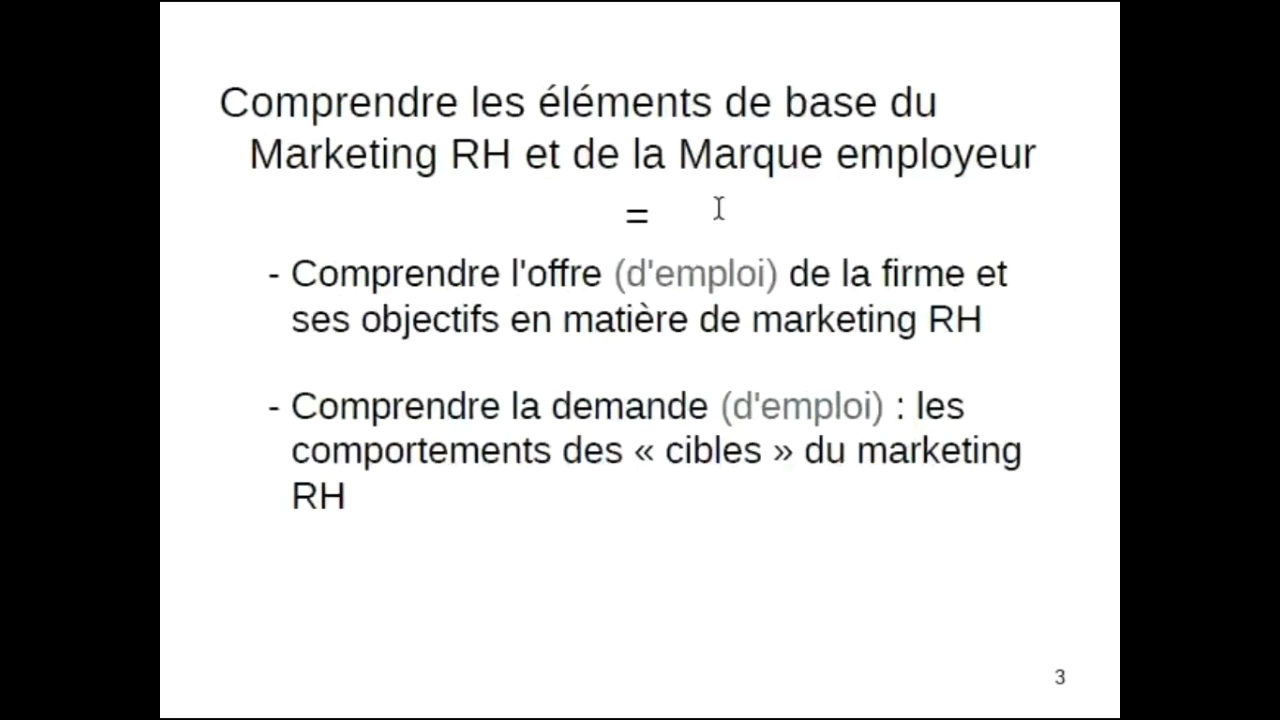 Comprendre les éléments de base du
Marketing RH et de la Marque employeur
=
- Comprendre l'offre (d'emploi) de la firme et
ses objectifs en matière de marketing RH
- Comprendre la demande (d'emploi) : les
comportements des « cibles » du marketing
RH
3